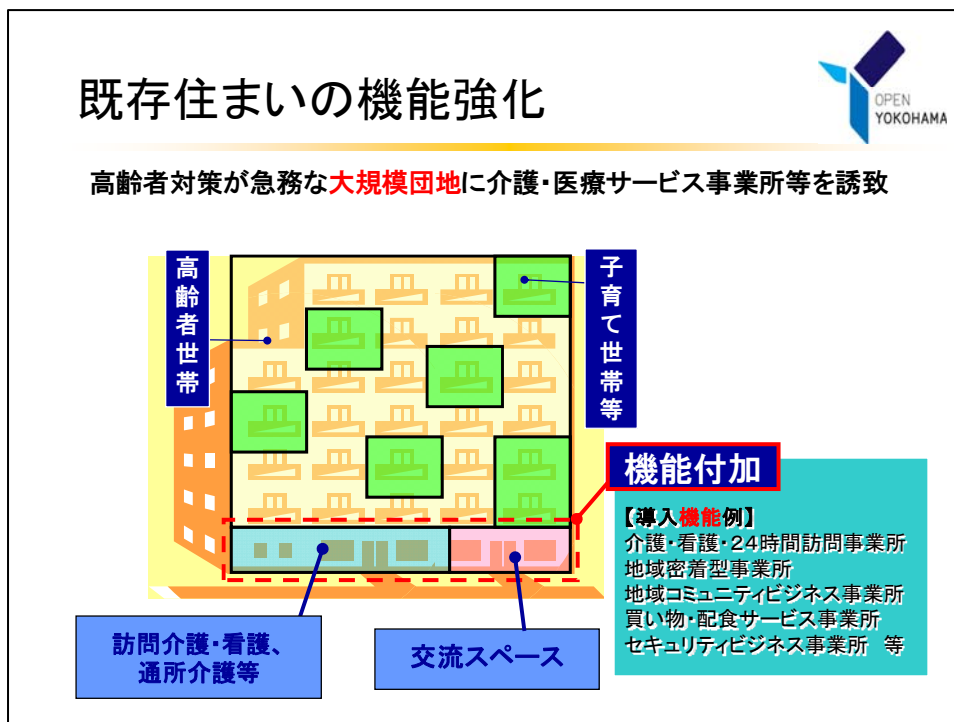 既存住まいの機能強化
OPEN
YOKOHAMA
高齢者対策が急務な大規模団地に介護・医療サービス事業所等を誘致
高齢者世帯
子育て世帯等
機能付加
【導入機能例】
介護・看護・24時間訪問事業所
地域密着型事業所
地域コミュニティビジネス事業所
買い物・配食サービス事業所
セキュリティビジネス事業所　等
訪問介護・看護、
通所介護等
交流スペース